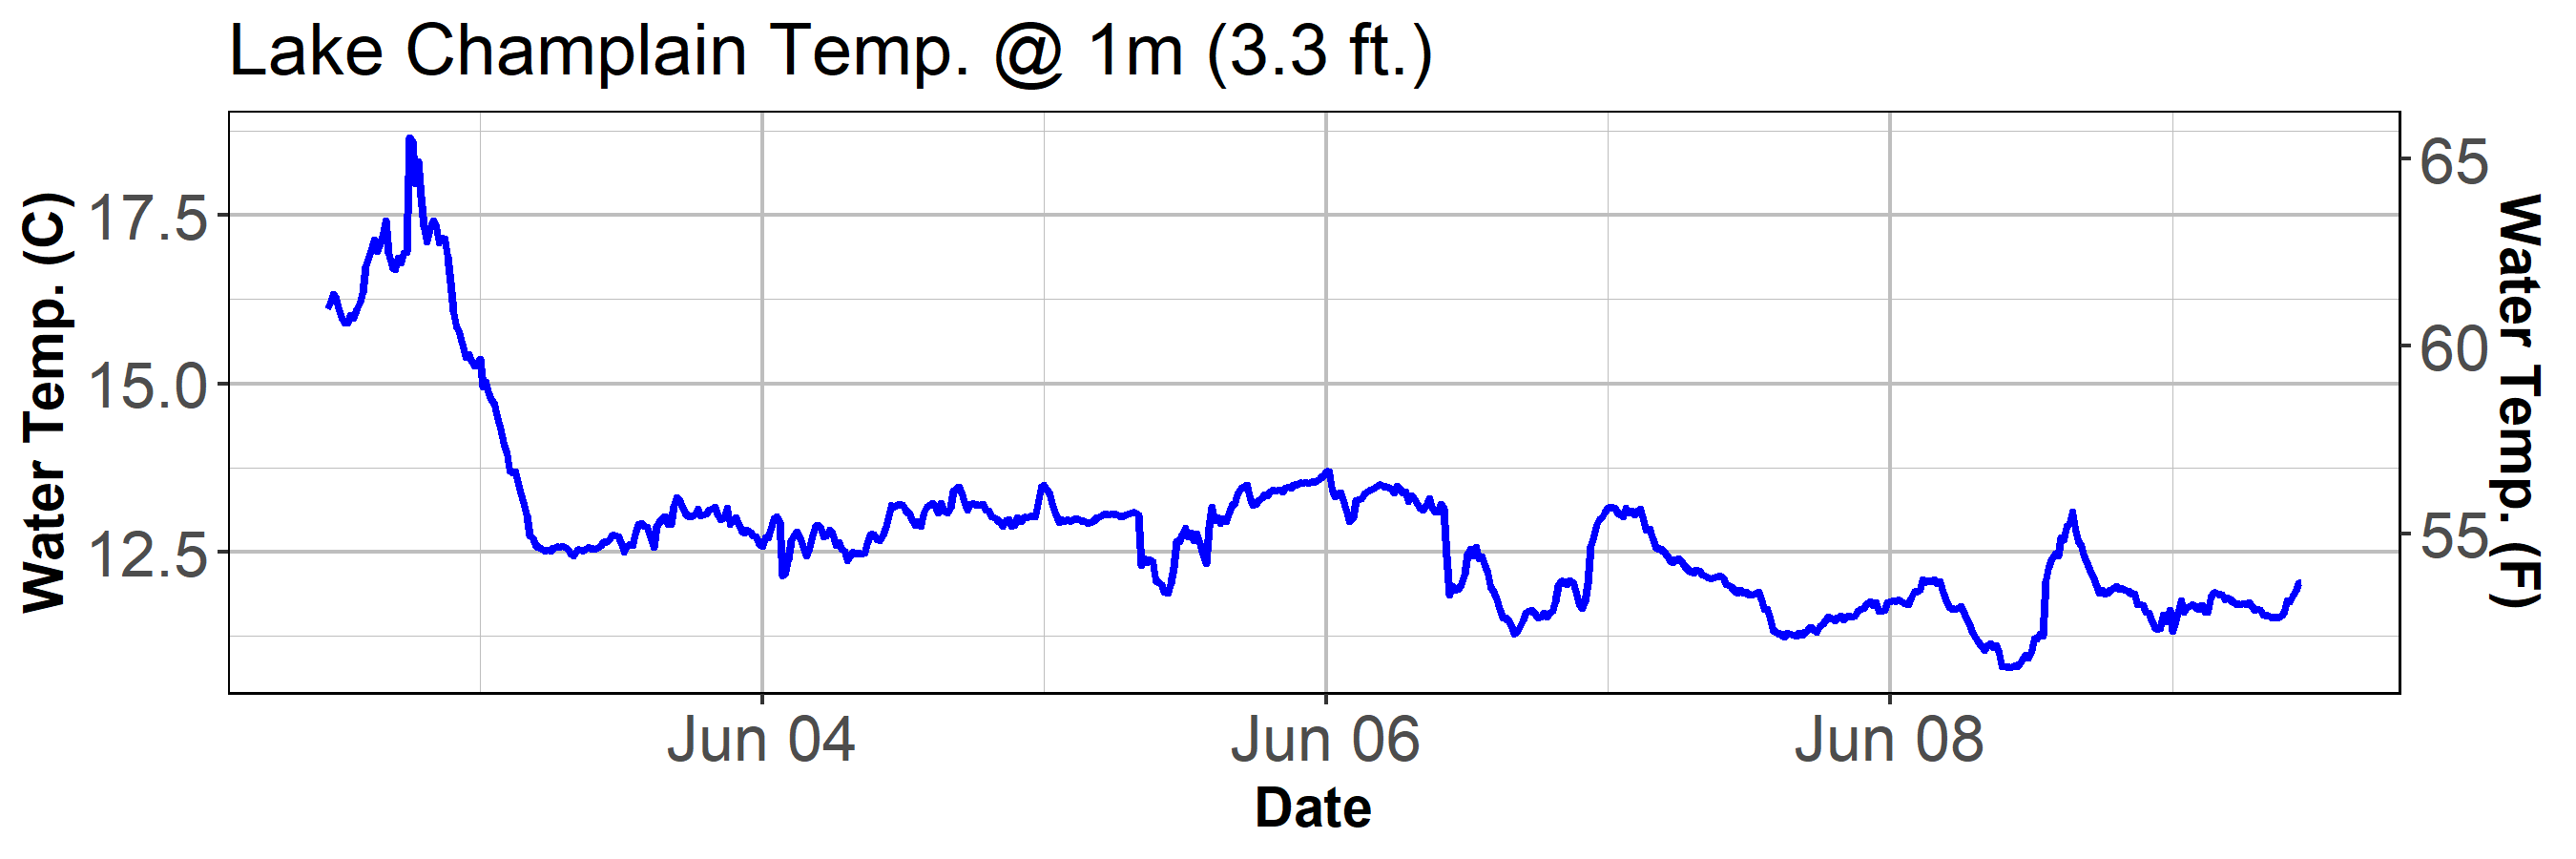 Lake Champlain Temp. @ 1m (3.3 ft.)
Water Temp. (C)
17.5
15.0
12.5
65
60
55
Water Temp. (F)
Jun 04
Jun 06
Jun 08
Date